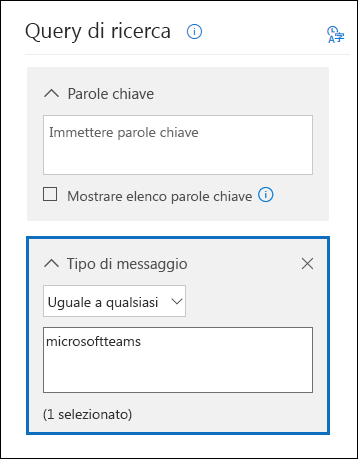 Query di ricerca
Parole chiave
Immettere parole chiave
Mostrare elenco parole chiave
Tipo di messaggio
Uguale a qualsiasi
microsoftteams
(1 selezionato)